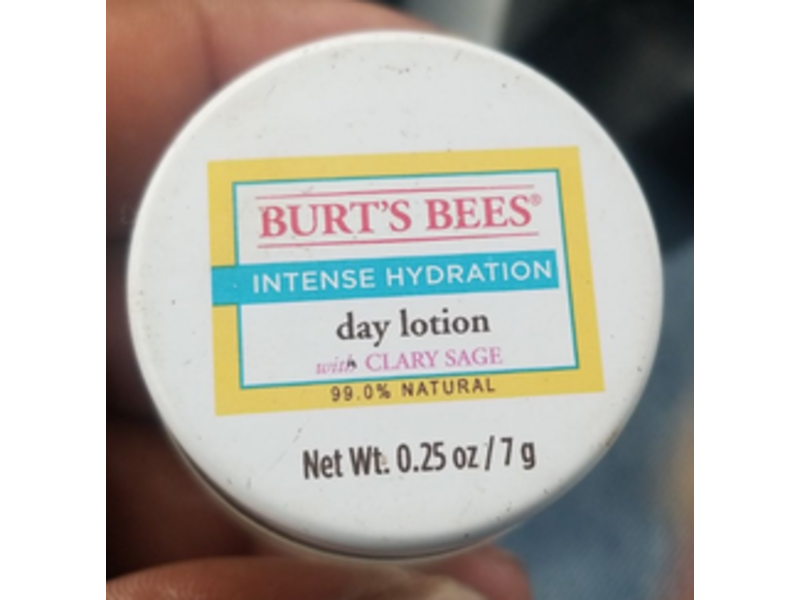 BURT'S BEES®
INTENSE HYDRATION
day lotion
with CLARY SAGE
99.0% NATURAL
Net Wt. 0.25 oz / 7 g